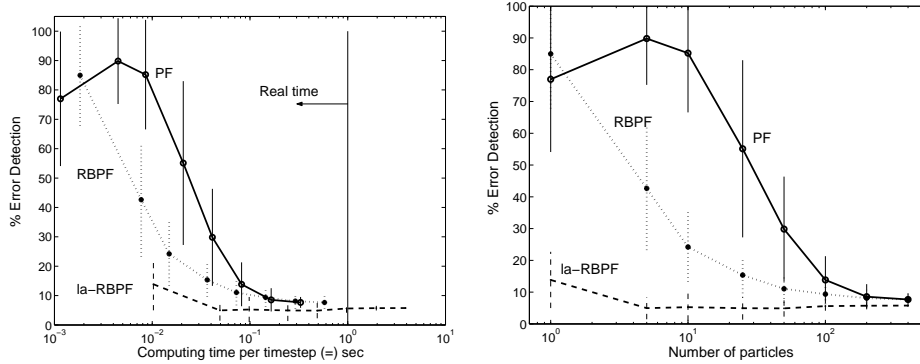 100
90
80
70
60
50
40
30
20
10
0
% Error Detection
PF
RBPF
la−RBPF
Real time
10^-3
10^-2
10^-1
10^0
10^1
Computing time per timestep (=) sec
100
90
80
70
60
50
40
30
20
10
0
% Error Detection
RBPF
PF
la−RBPF
10^0
10^1
10^2
Number of particles